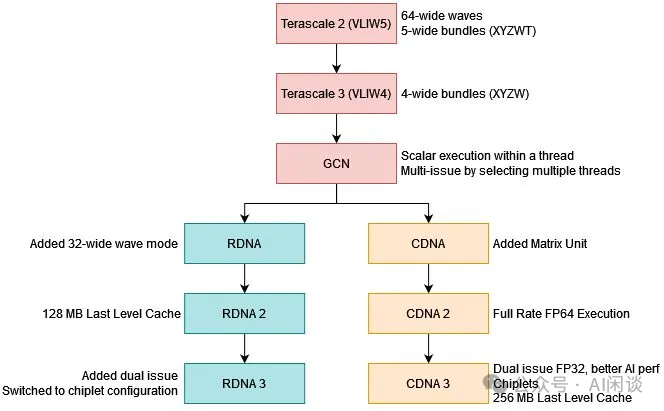 Terascale 2 (VLIW5)
64-wide waves
5-wide bundles (XYZWT)
Terascale 3 (VLIW4)
4-wide bundles (XYZW)
GCN
Scalar execution within a thread
Multi-issue by selecting multiple threads
Added 32-wide wave mode
RDNA
CDNA
Added Matrix Unit
128 MB Last Level Cache
RDNA 2
CDNA 2
Full Rate FP64 Execution
Added dual issue
Switched to chiplet configuration
RDNA 3
CDNA 3
Dual issue FP32, better AI perf
Chiplets
256 MB Last Level Cache
公众号 · AI闲谈